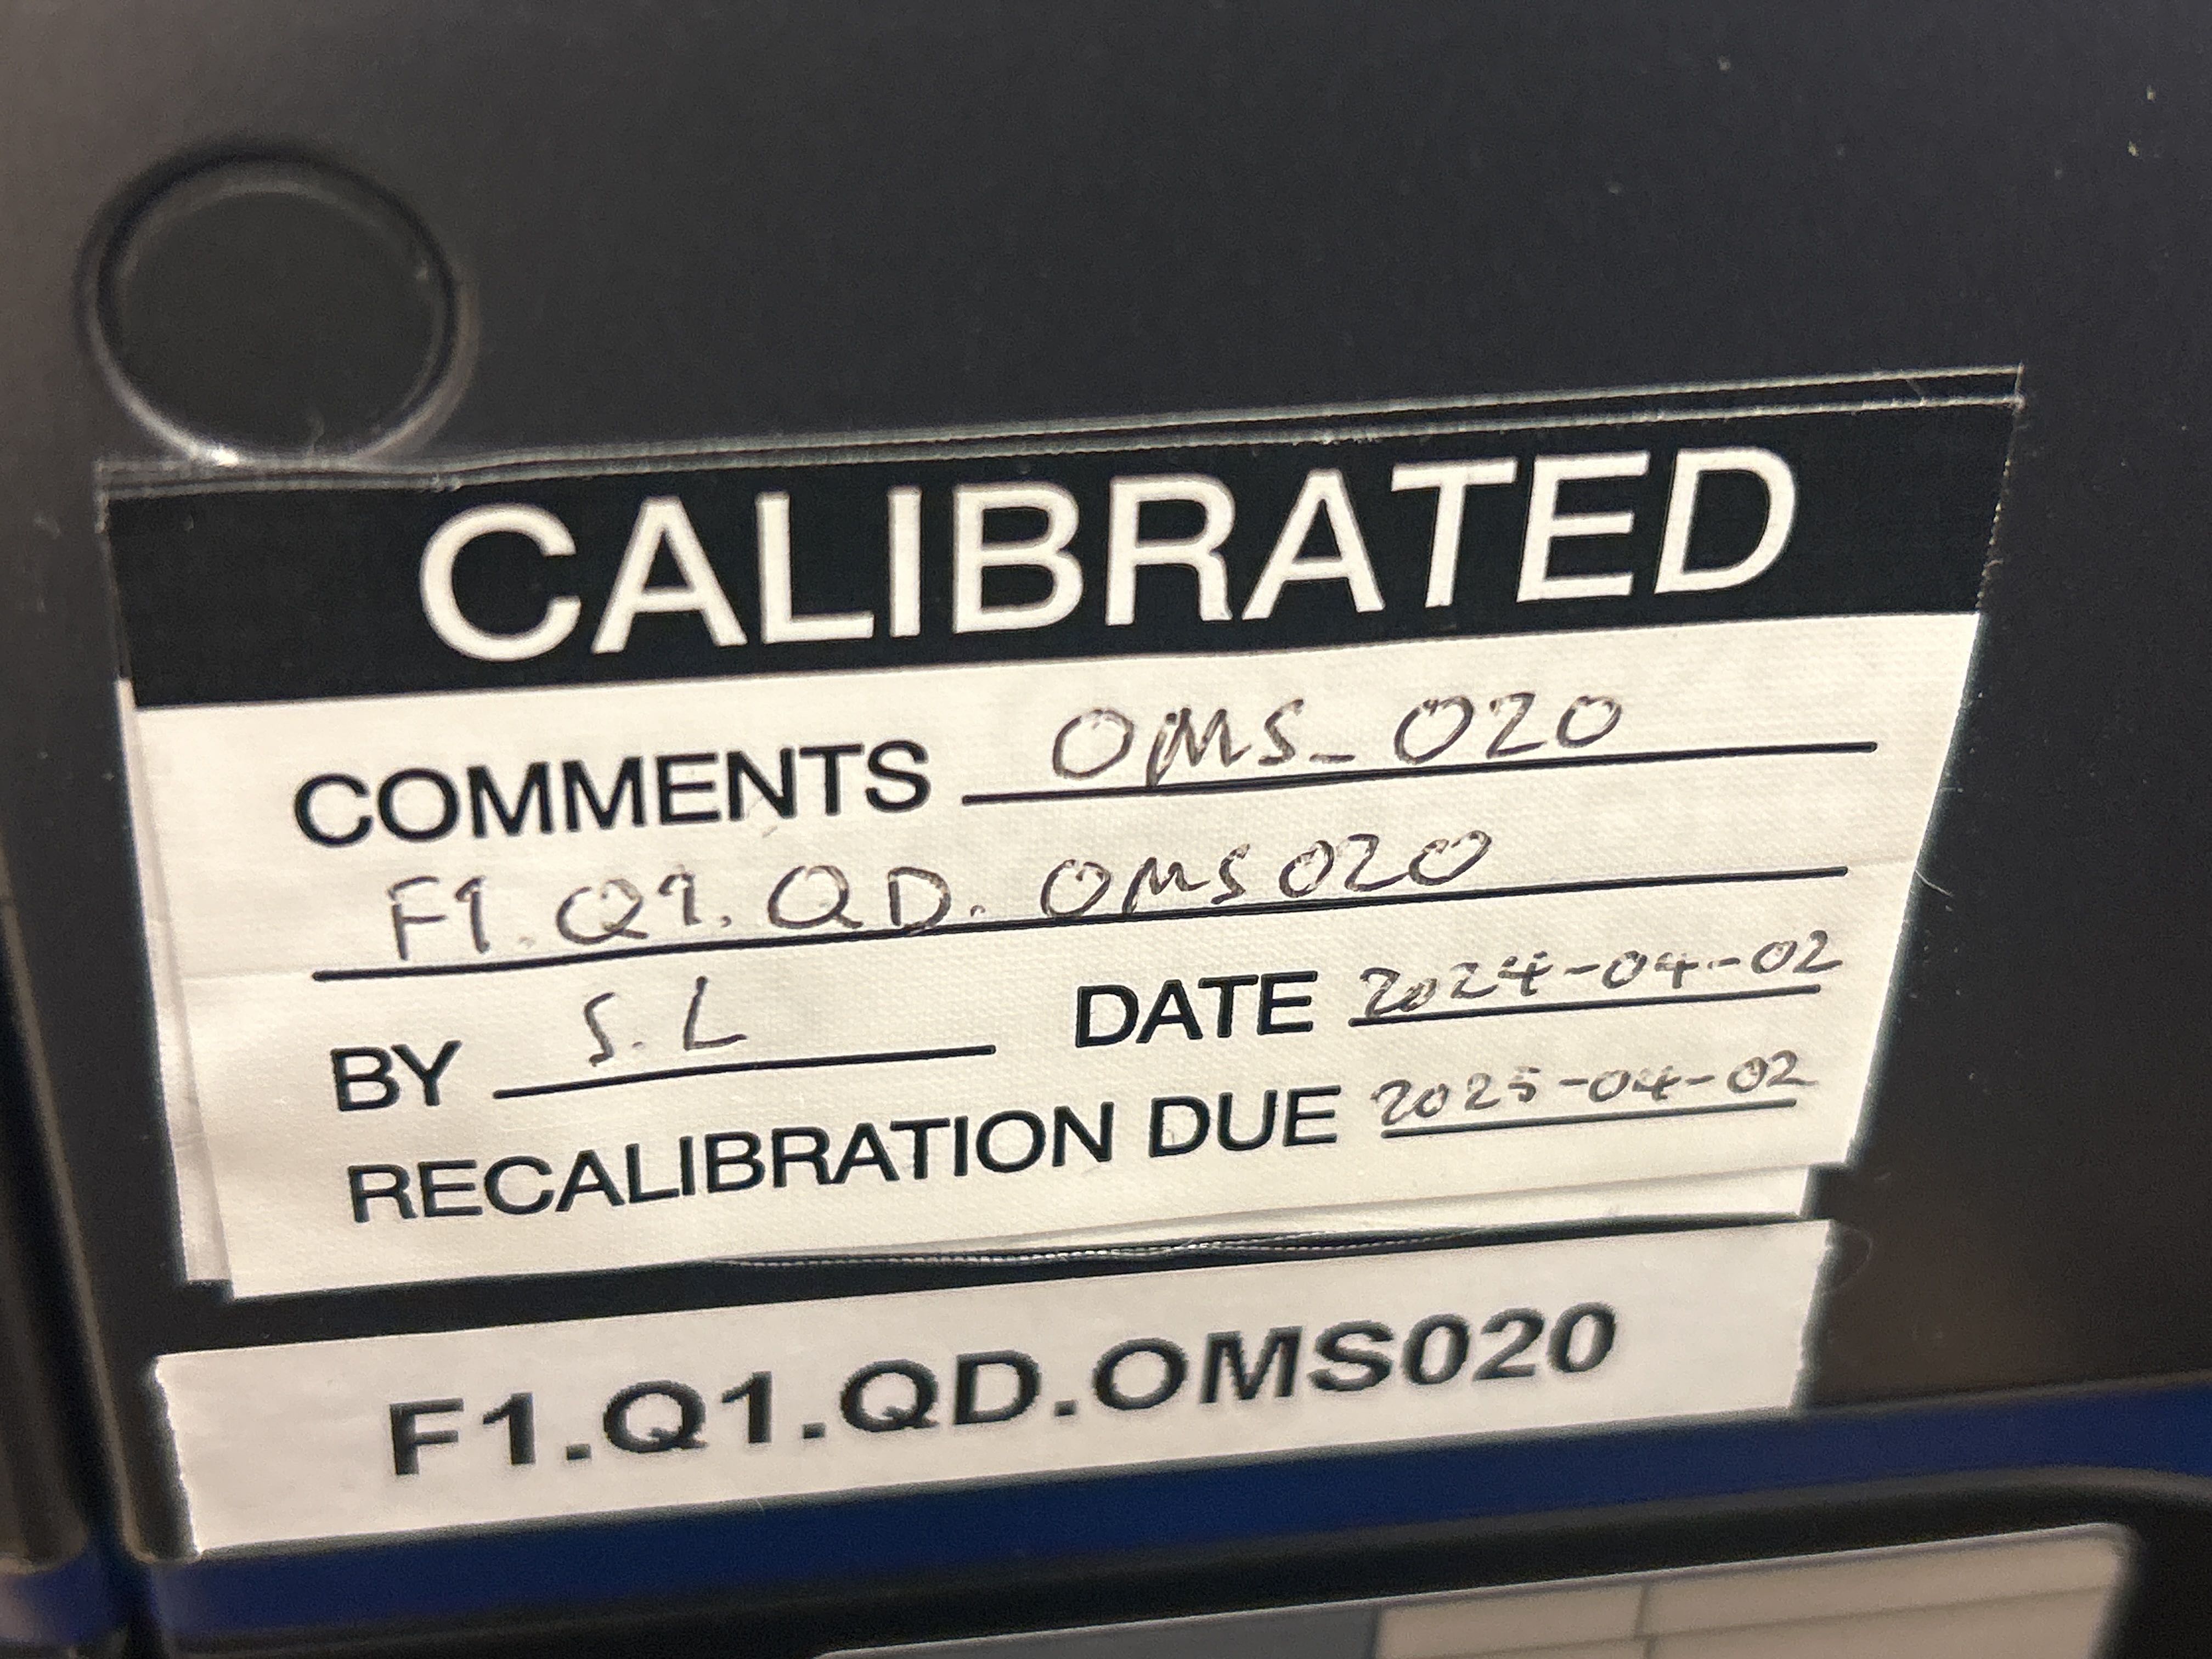 CALIBRATED
COMMENTS OMS_020
F1.Q1.QD.OMS020
BY S.L DATE 2024-04-02
RECALIBRATION DUE 2025-04-02
F1.Q1.QD.OMS020